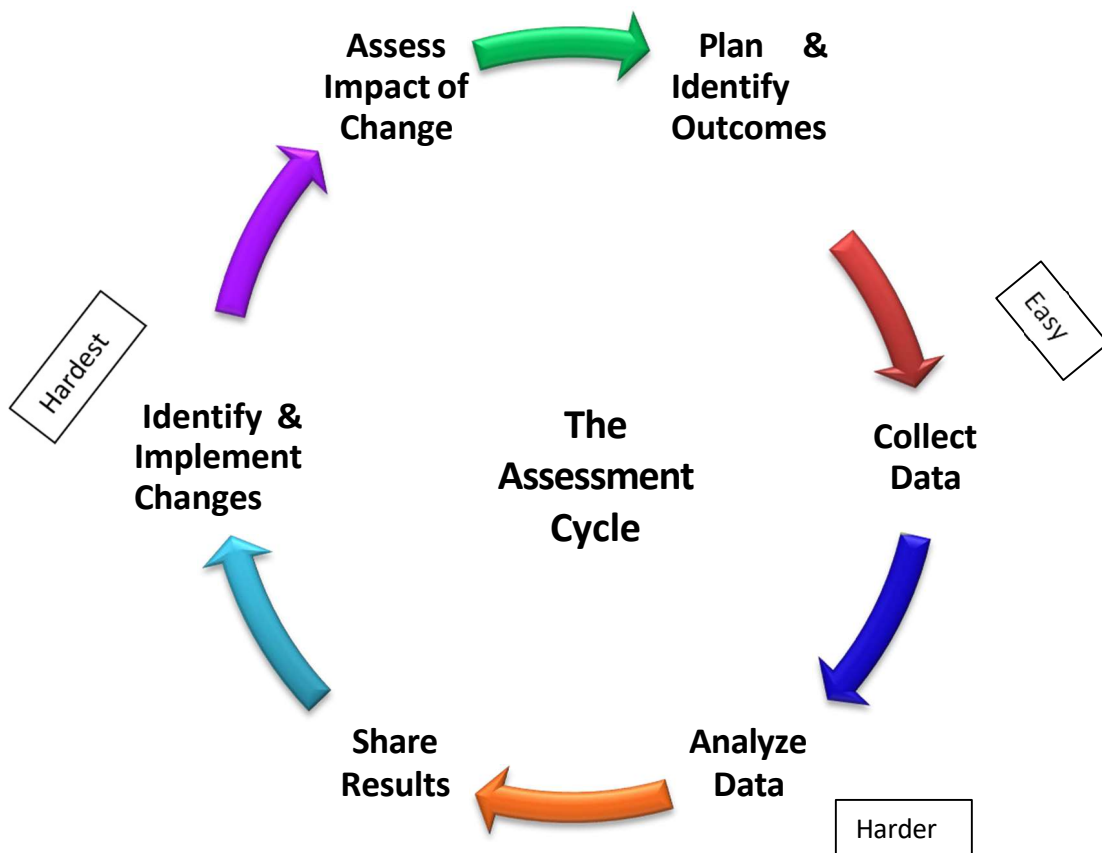 Assess
Impact of
Change
Plan &
Identify
Outcomes
Easy
Collect
Data
Harder
Analyze
Data
Share
Results
Hardest
Identify &
Implement
Changes
The
Assessment
Cycle